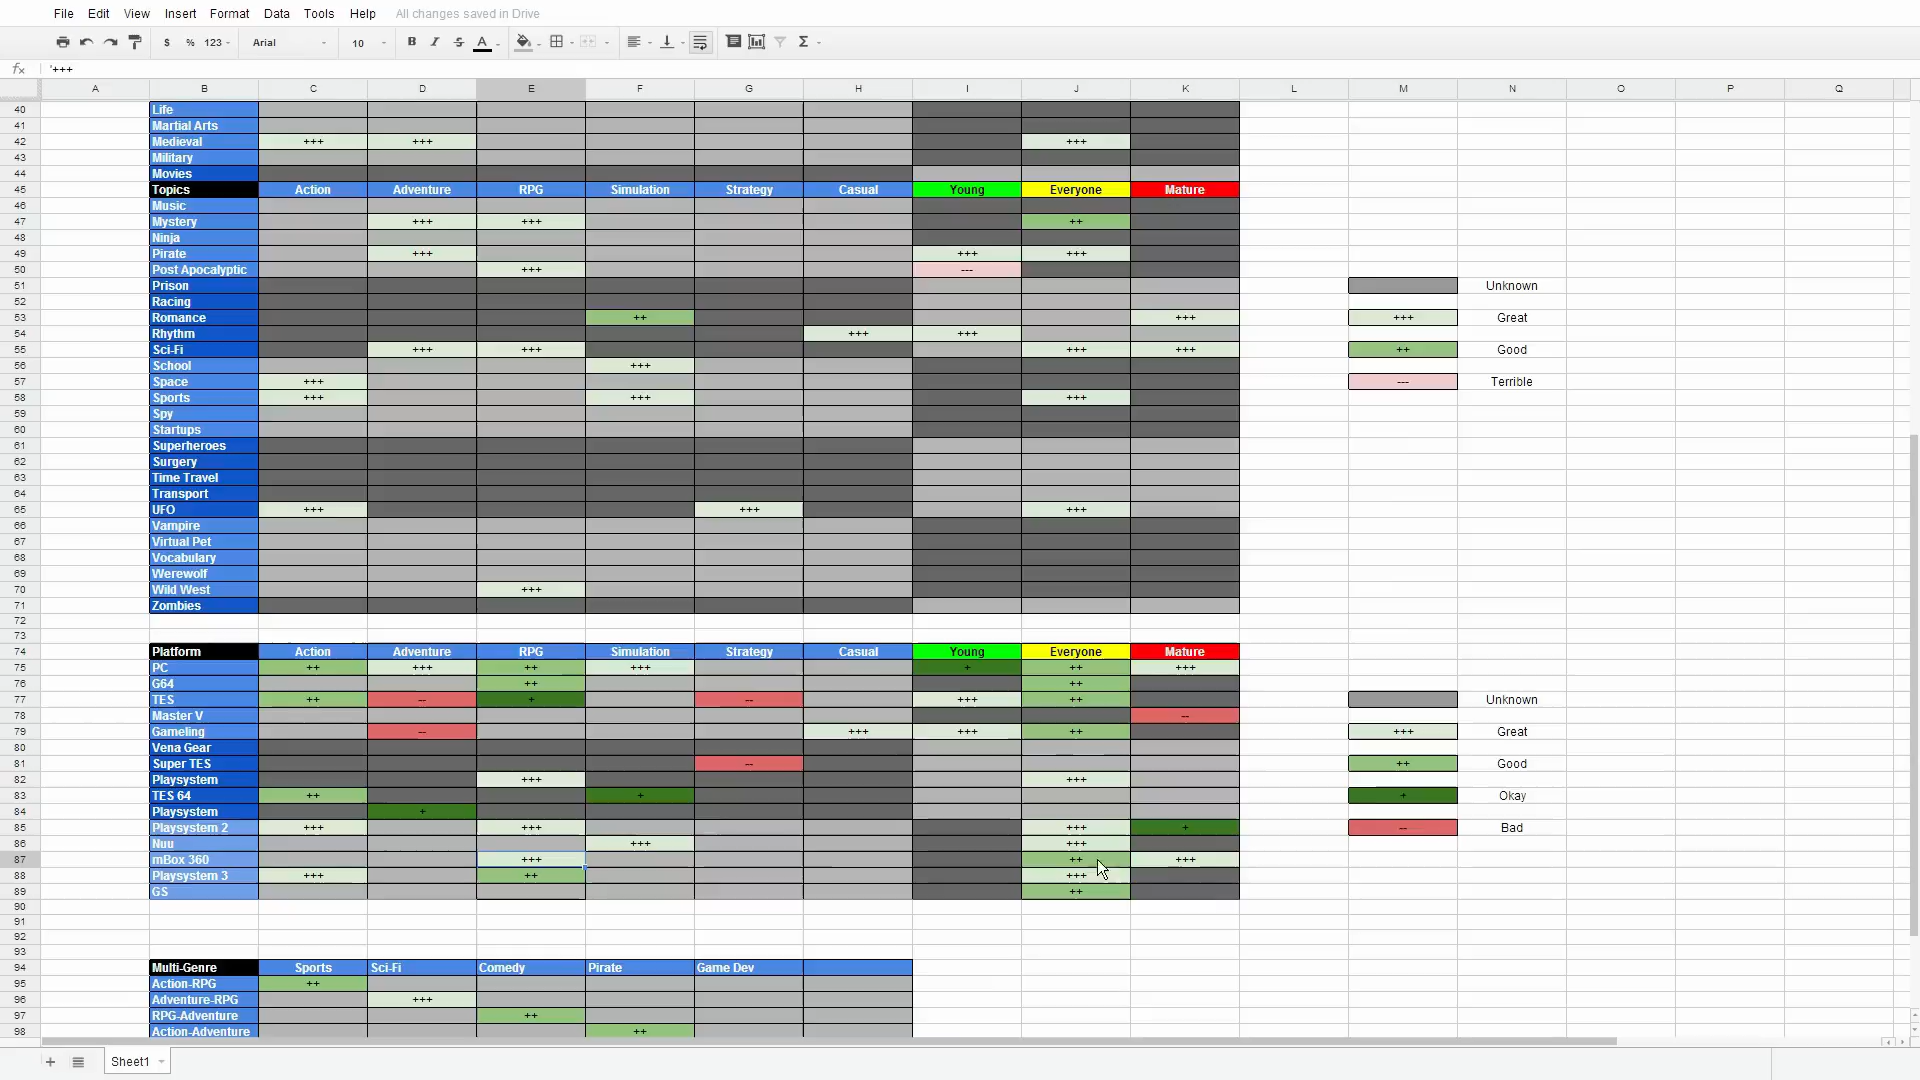 File Edit View Insert Format Data Tools Help All changes saved in Drive
$ % 123 Arial 10 B I S A Σ
fx '+++
A B C D E F G H I J K L M N O P Q
40 Life
41 Martial Arts
42 Medieval +++ +++ +++
43 Military
44 Movies
45 Topics Action Adventure RPG Simulation Strategy Casual Young Everyone Mature
46 Music
47 Mystery +++ +++ ++
48 Ninja
49 Pirate +++ +++ +++
50 Post Apocalyptic +++ ---
51 Prison Unknown
52 Racing
53 Romance ++ +++ +++ Great
54 Rhythm +++ +++
55 Sci-Fi +++ +++ +++ +++ ++ Good
56 School +++
57 Space +++ --- Terrible
58 Sports +++ +++ +++
59 Spy
60 Startups
61 Superheroes
62 Surgery
63 Time Travel
64 Transport
65 UFO +++ +++ +++
66 Vampire
67 Virtual Pet
68 Vocabulary
69 Werewolf
70 Wild West +++
71 Zombies
72
73
74 Platform Action Adventure RPG Simulation Strategy Casual Young Everyone Mature
75 PC ++ +++ ++ +++ + ++ +++
76 G64 ++ ++
77 TES ++ -- + -- +++ ++ Unknown
78 Master V --
79 Gameling -- +++ +++ ++ +++ Great
80 Vena Gear
81 Super TES -- ++ Good
82 Playsystem +++ +++
83 TES 64 ++ + + Okay
84 Playsystem +
85 Playsystem 2 +++ +++ +++ + -- Bad
86 Nuu +++ +++
87 mBox 360 +++ ++ +++
88 Playsystem 3 +++ ++ +++
89 GS ++
90
91
92
93
94 Multi-Genre Sports Sci-Fi Comedy Pirate Game Dev
95 Action-RPG ++
96 Adventure-RPG +++
97 RPG-Adventure ++
98 Action-Adventure ++
+ Sheet1